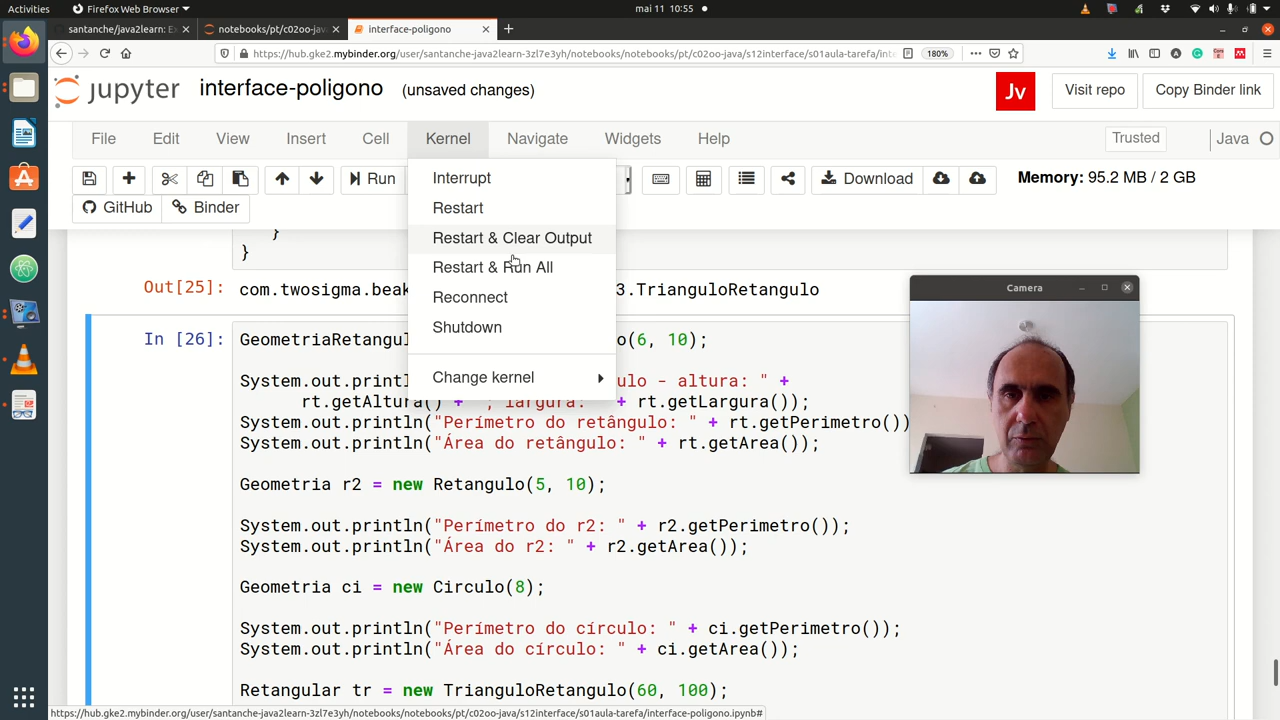 Activities
Firefox Web Browser
mai 11 10:55
santanche/java2learn: Ex
notebooks/pt/c02oo-java
interface-poligono
https://hub.gke2.mybinder.org/user/santanche-java2learn-3zl7e3yh/notebooks/notebooks/pt/c02oo-java/s12interface/s01aula-tarefa/inte
180%
jupyter
interface-poligono
(unsaved changes)
Jv
Visit repo
Copy Binder link
File
Edit
View
Insert
Cell
Kernel
Navigate
Widgets
Help
Trusted
Java
Run
Download
Memory: 95.2 MB / 2 GB
GitHub
Binder
Interrupt
Restart
Restart & Clear Output
Restart & Run All
Reconnect
Shutdown
Change kernel
}
}
Out[25]: com.twosigma.beak 3.TrianguloRetangulo
In [26]: GeometriaRetangul o(6, 10);
System.out.printl ulo - altura: " +
rt.getAltura() + ", largura: " + rt.getLargura());
System.out.println("Perímetro do retângulo: " + rt.getPerimetro())
System.out.println("Área do retângulo: " + rt.getArea());
Geometria r2 = new Retangulo(5, 10);
System.out.println("Perímetro do r2: " + r2.getPerimetro());
System.out.println("Área do r2: " + r2.getArea());
Geometria ci = new Circulo(8);
System.out.println("Perímetro do círculo: " + ci.getPerimetro());
System.out.println("Área do círculo: " + ci.getArea());
Retangular tr = new TrianguloRetangulo(60, 100);
Camera
https://hub.gke2.mybinder.org/user/santanche-java2learn-3zl7e3yh/notebooks/notebooks/pt/c02oo-java/s12interface/s01aula-tarefa/interface-poligono.ipynb#